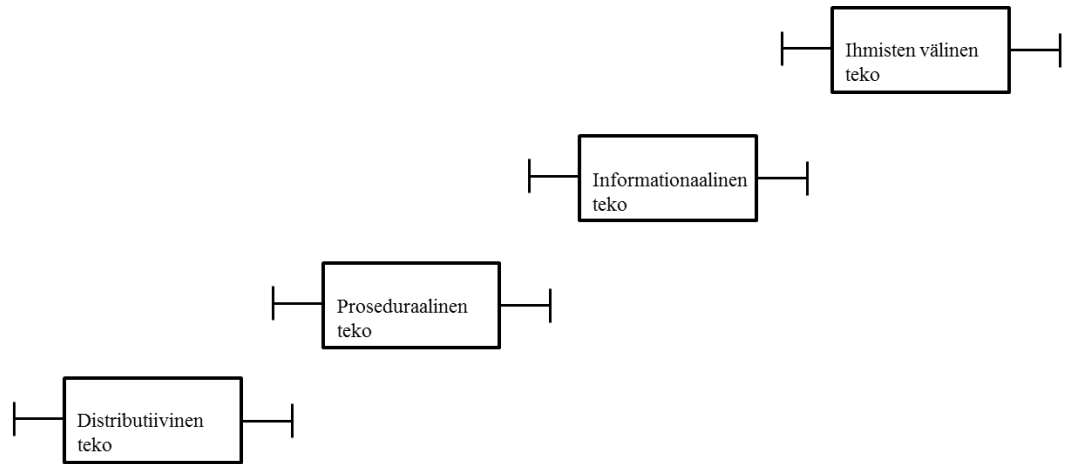 Ihmisten välinen
teko
Informationaalinen
teko
Proseduraalinen
teko
Distributiivinen
teko